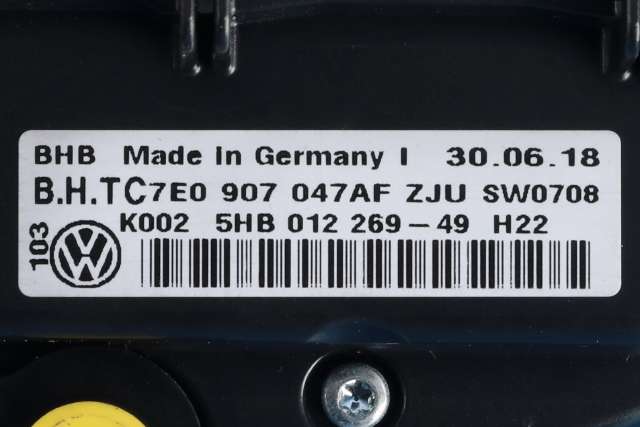 BHB Made In Germany I 30.06.18
B.H.TC7E0 907 047AF ZJU SW0708
K002 5HB 012 269-49 H22
103